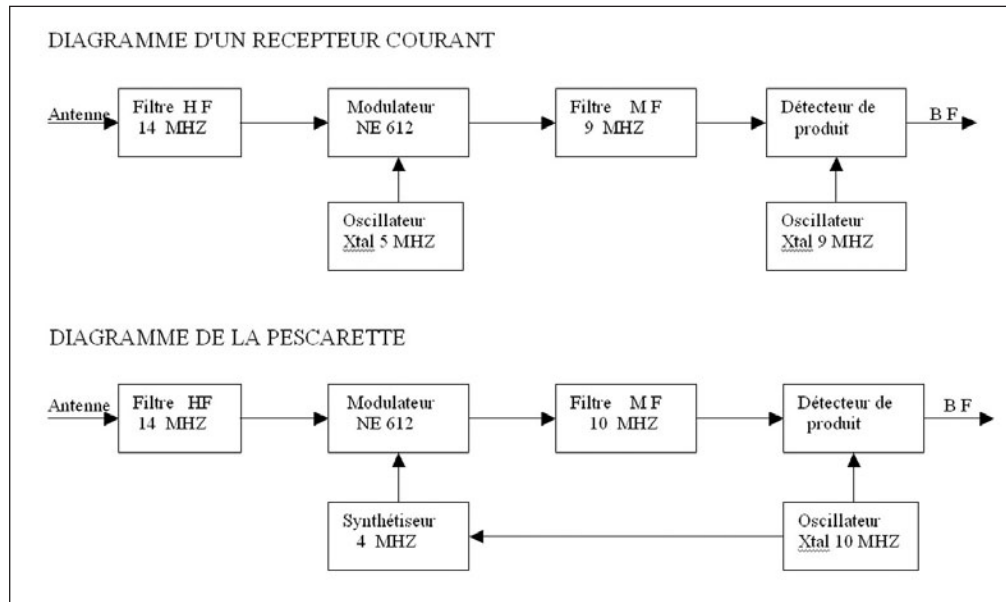 DIAGRAMME D'UN RECEPTEUR COURANT
Antenne
Filtre H F
14 MHZ
Modulateur
NE 612
Filtre M F
9 MHZ
Détecteur de
produit
B F
Oscillateur
Xtal 5 MHZ
Oscillateur
Xtal 9 MHZ
DIAGRAMME DE LA PESCARETTE
Antenne
Filtre HF
14 MHZ
Modulateur
NE 612
Filtre M F
10 MHZ
Détecteur de
produit
B F
Synthétiseur
4 MHZ
Oscillateur
Xtal 10 MHZ